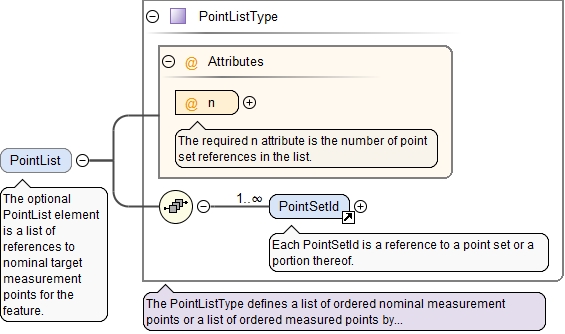 PointListType
Attributes
@ n
The required n attribute is the number of point
set references in the list.
PointList
The optional
PointList element
is a list of
references to
nominal target
measurement
points for the
feature.
1..∞
PointSetId
Each PointSetId is a reference to a point set or a
portion thereof.
The PointListType defines a list of ordered nominal measurement
points or a list of ordered measured points by...